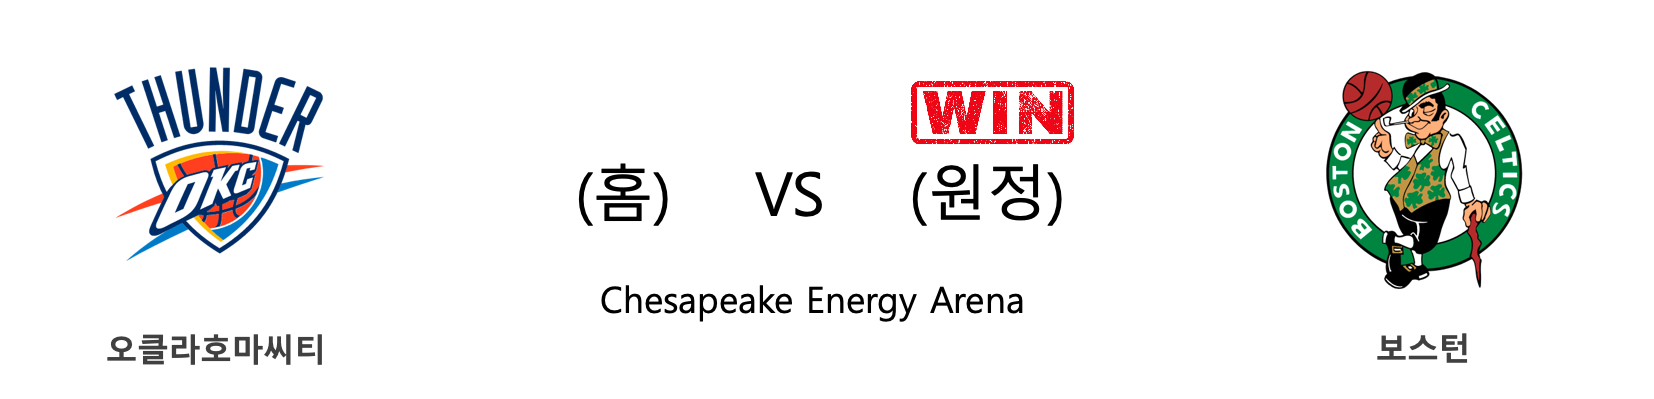 THUNDER
OKC
오클라호마씨티
WIN
(홈) VS (원정)
Chesapeake Energy Arena
BOSTON CELTICS
보스턴